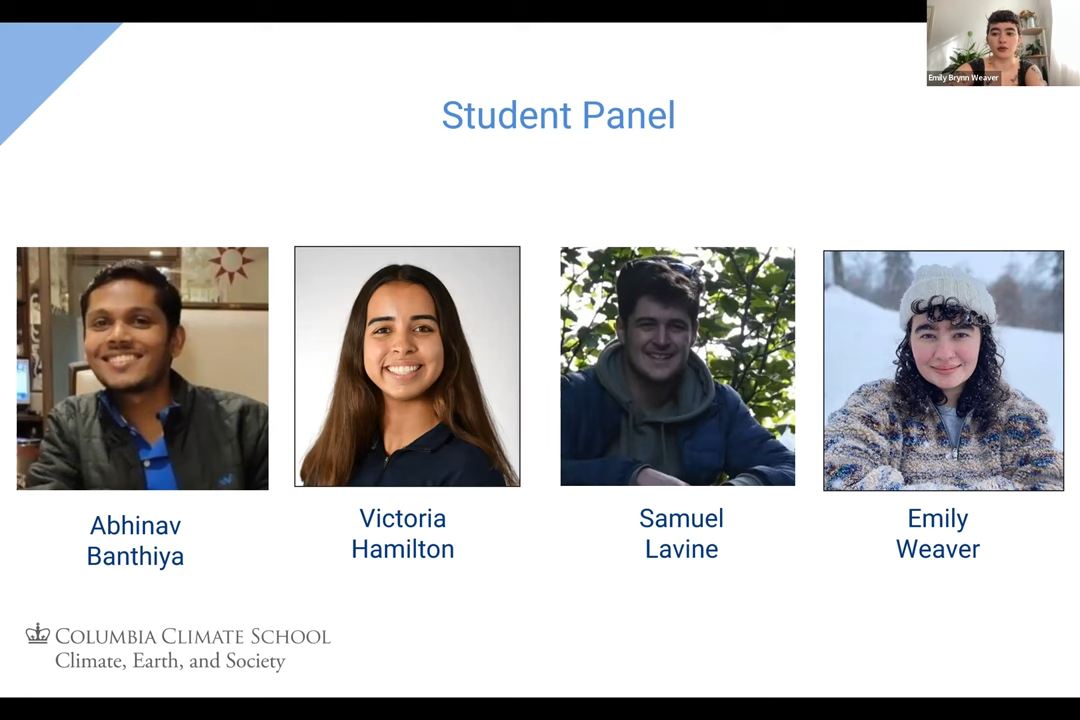 Emily Brynn Weaver
Student Panel
Abhinav
Banthiya
Victoria
Hamilton
Samuel
Lavine
Emily
Weaver
COLUMBIA CLIMATE SCHOOL
Climate, Earth, and Society